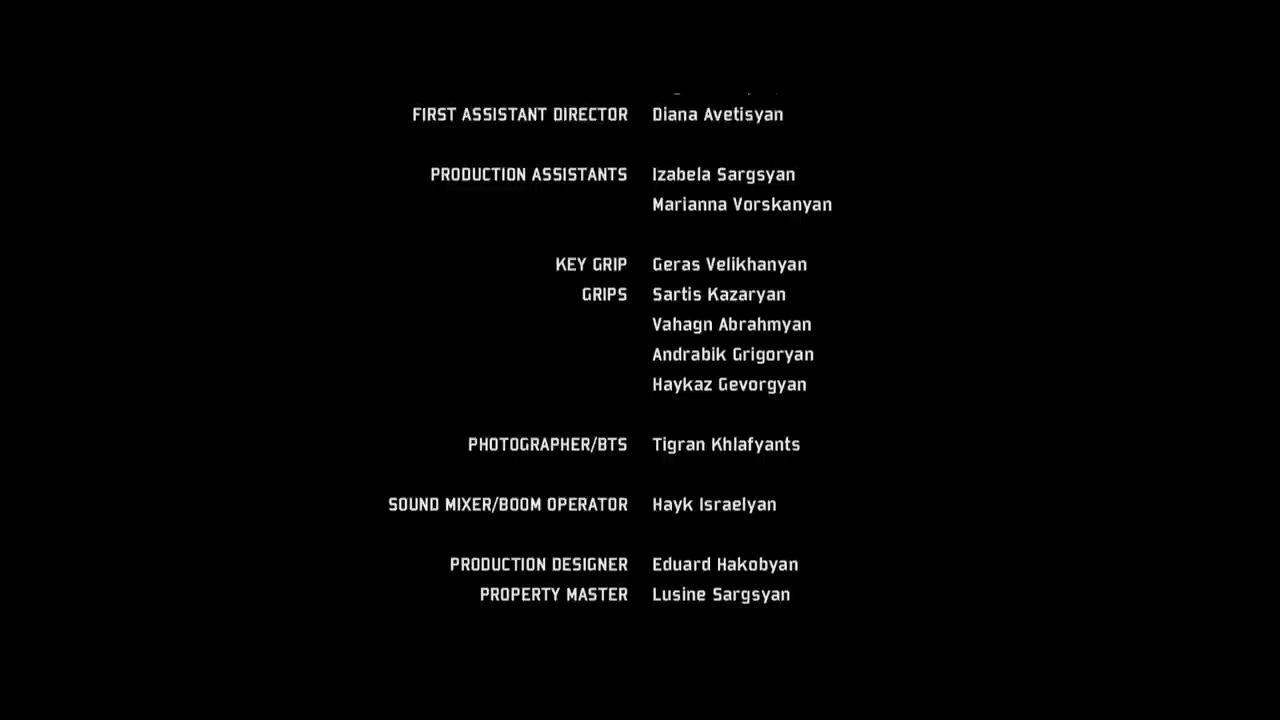 FIRST ASSISTANT DIRECTOR Diana Avetisyan
PRODUCTION ASSISTANTS Izabela Sargsyan
Marianna Vorskanyan
KEY GRIP Geras Velikhanyan
GRIPS Sartis Kazaryan
Vahagn Abrahmyan
Andrabik Grigoryan
Haykaz Gevorgyan
PHOTOGRAPHER/BTS Tigran Khlafyants
SOUND MIXER/BOOM OPERATOR Hayk Israelyan
PRODUCTION DESIGNER Eduard Hakobyan
PROPERTY MASTER Lusine Sargsyan